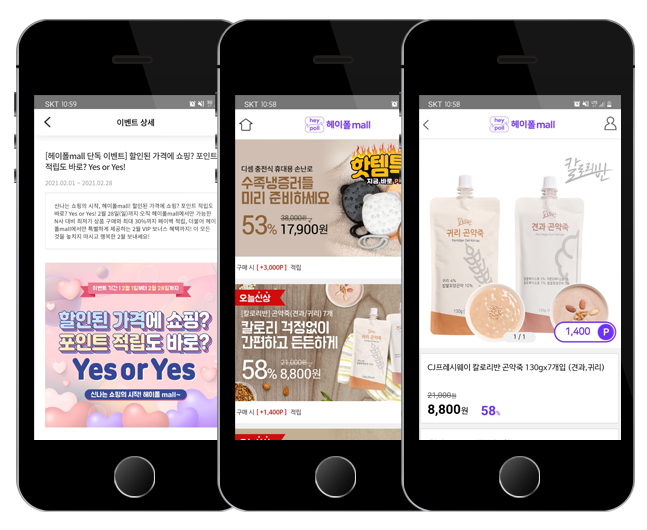 SKT 10:59
이벤트 상세
[헤이폴mall 단독 이벤트] 할인된 가격에 쇼핑? 포인트
적립도 바로? Yes or Yes!
2021.02.01 ~ 2021.02.28
신나는 쇼핑의 시작, 헤이폴mall! 할인된 가격에 쇼핑? 포인트 적립도
바로? Yes or Yes! 2월 28일(일)까지 오직 헤이폴mall에서만 가능한
N사 대비 최저가 상품 구매와 최대 30%까지 헤이백 적립, 더불어 헤이
폴mall에서만 특별하게 제공하는 2월 VIP 보너스 혜택까지! 이 모든
것을 놓치지 마시고 행복한 2월 보내세요!
이벤트 기간 | 2월 1일부터 2월 28일까지
할인된 가격에 쇼핑?
포인트 적립도 바로?
Yes or Yes
신나는 쇼핑의 시작! 헤이폴 mall~
SKT 10:58
hey poll 헤이폴mall
핫템특
지금, 바로,
디셈 충전식 휴대용 손난로
수족냉증러들
미리 준비하세요
53% 38,000원
17,900원
구매 시 [ +3,000P ] 적립
오늘신상
[칼로리반] 곤약죽(견과/귀리) 7개
칼로리 걱정없이
간편하고 든든하게
58% 21,000원
8,800원
구매 시 [ +1,400P ] 적립
SKT 10:58
hey poll 헤이폴mall
칼로리반
귀리 곤약죽
견과 곤약죽
1 / 1
1,400 P
CJ프레시웨이 칼로리반 곤약죽 130gx7개입 (견과,귀리)
21,000원
8,800원 58%